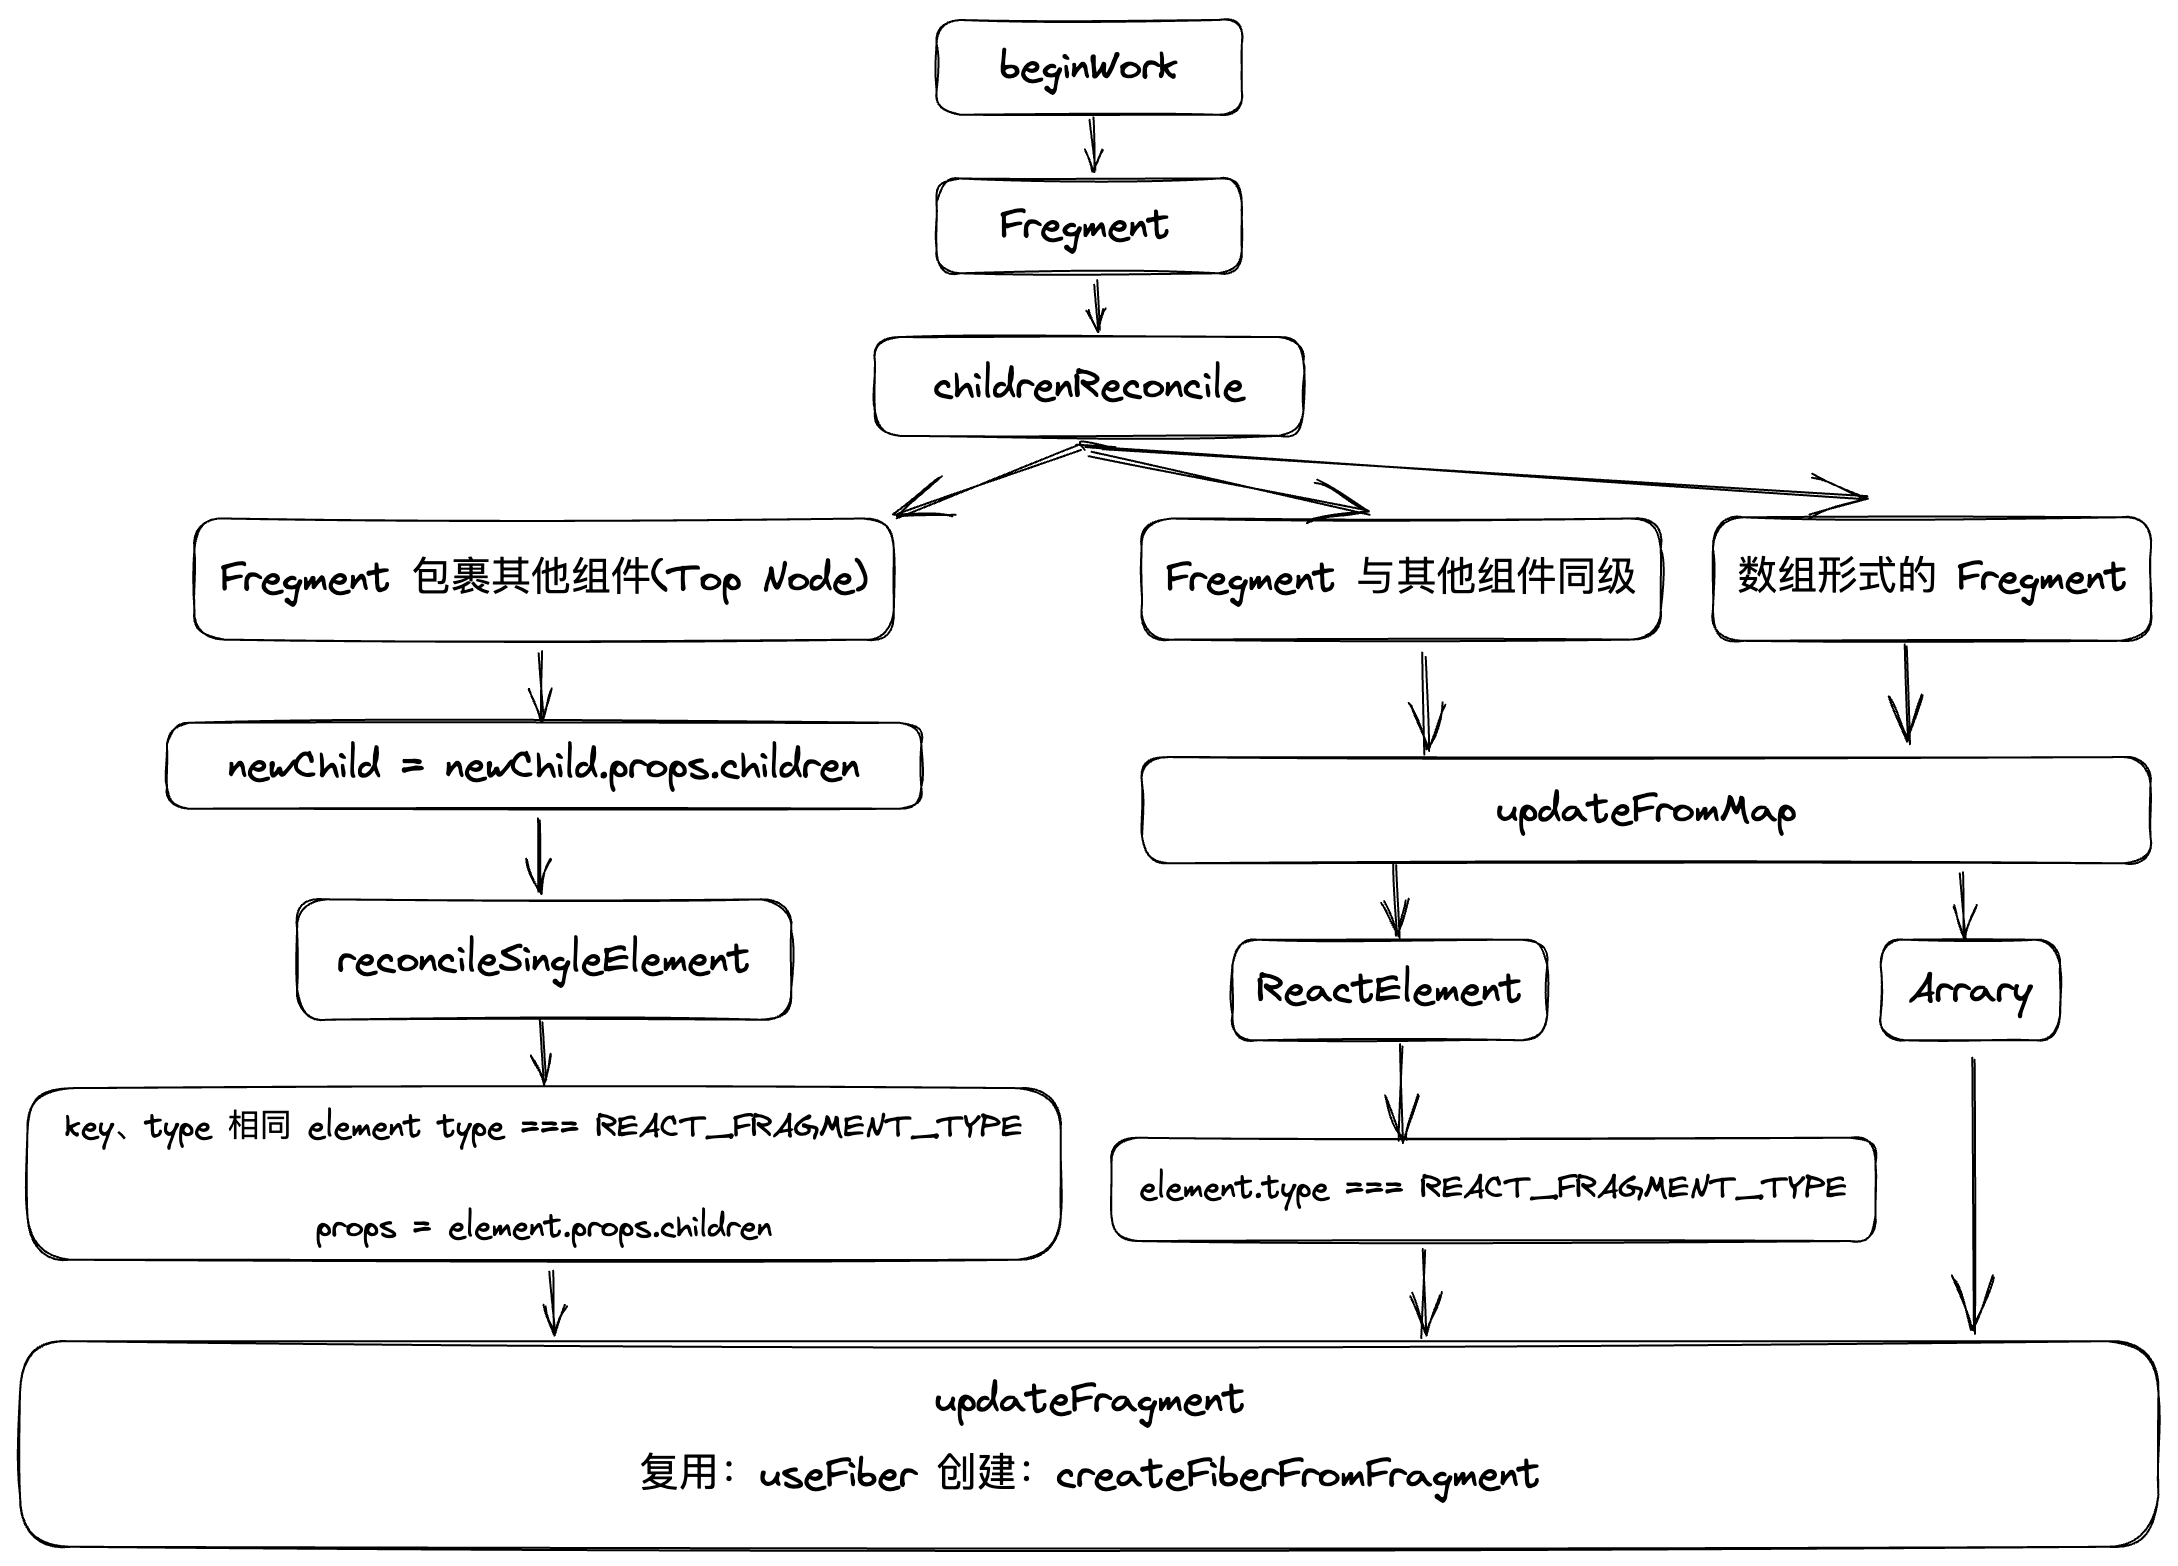 beginWork
Fregment
childrenReconcile
Fregment 包裹其他组件(Top Node)
Fregment 与其他组件同级
数组形式的 Fregment
newChild = newChild.props.children
updateFromMap
reconcileSingleElement
ReactElement
Arrary
key、type 相同 element type === REACT_FRAGMENT_TYPE
props = element.props.children
element.type === REACT_FRAGMENT_TYPE
updateFragment
复用：useFiber 创建：createFiberFromFragment